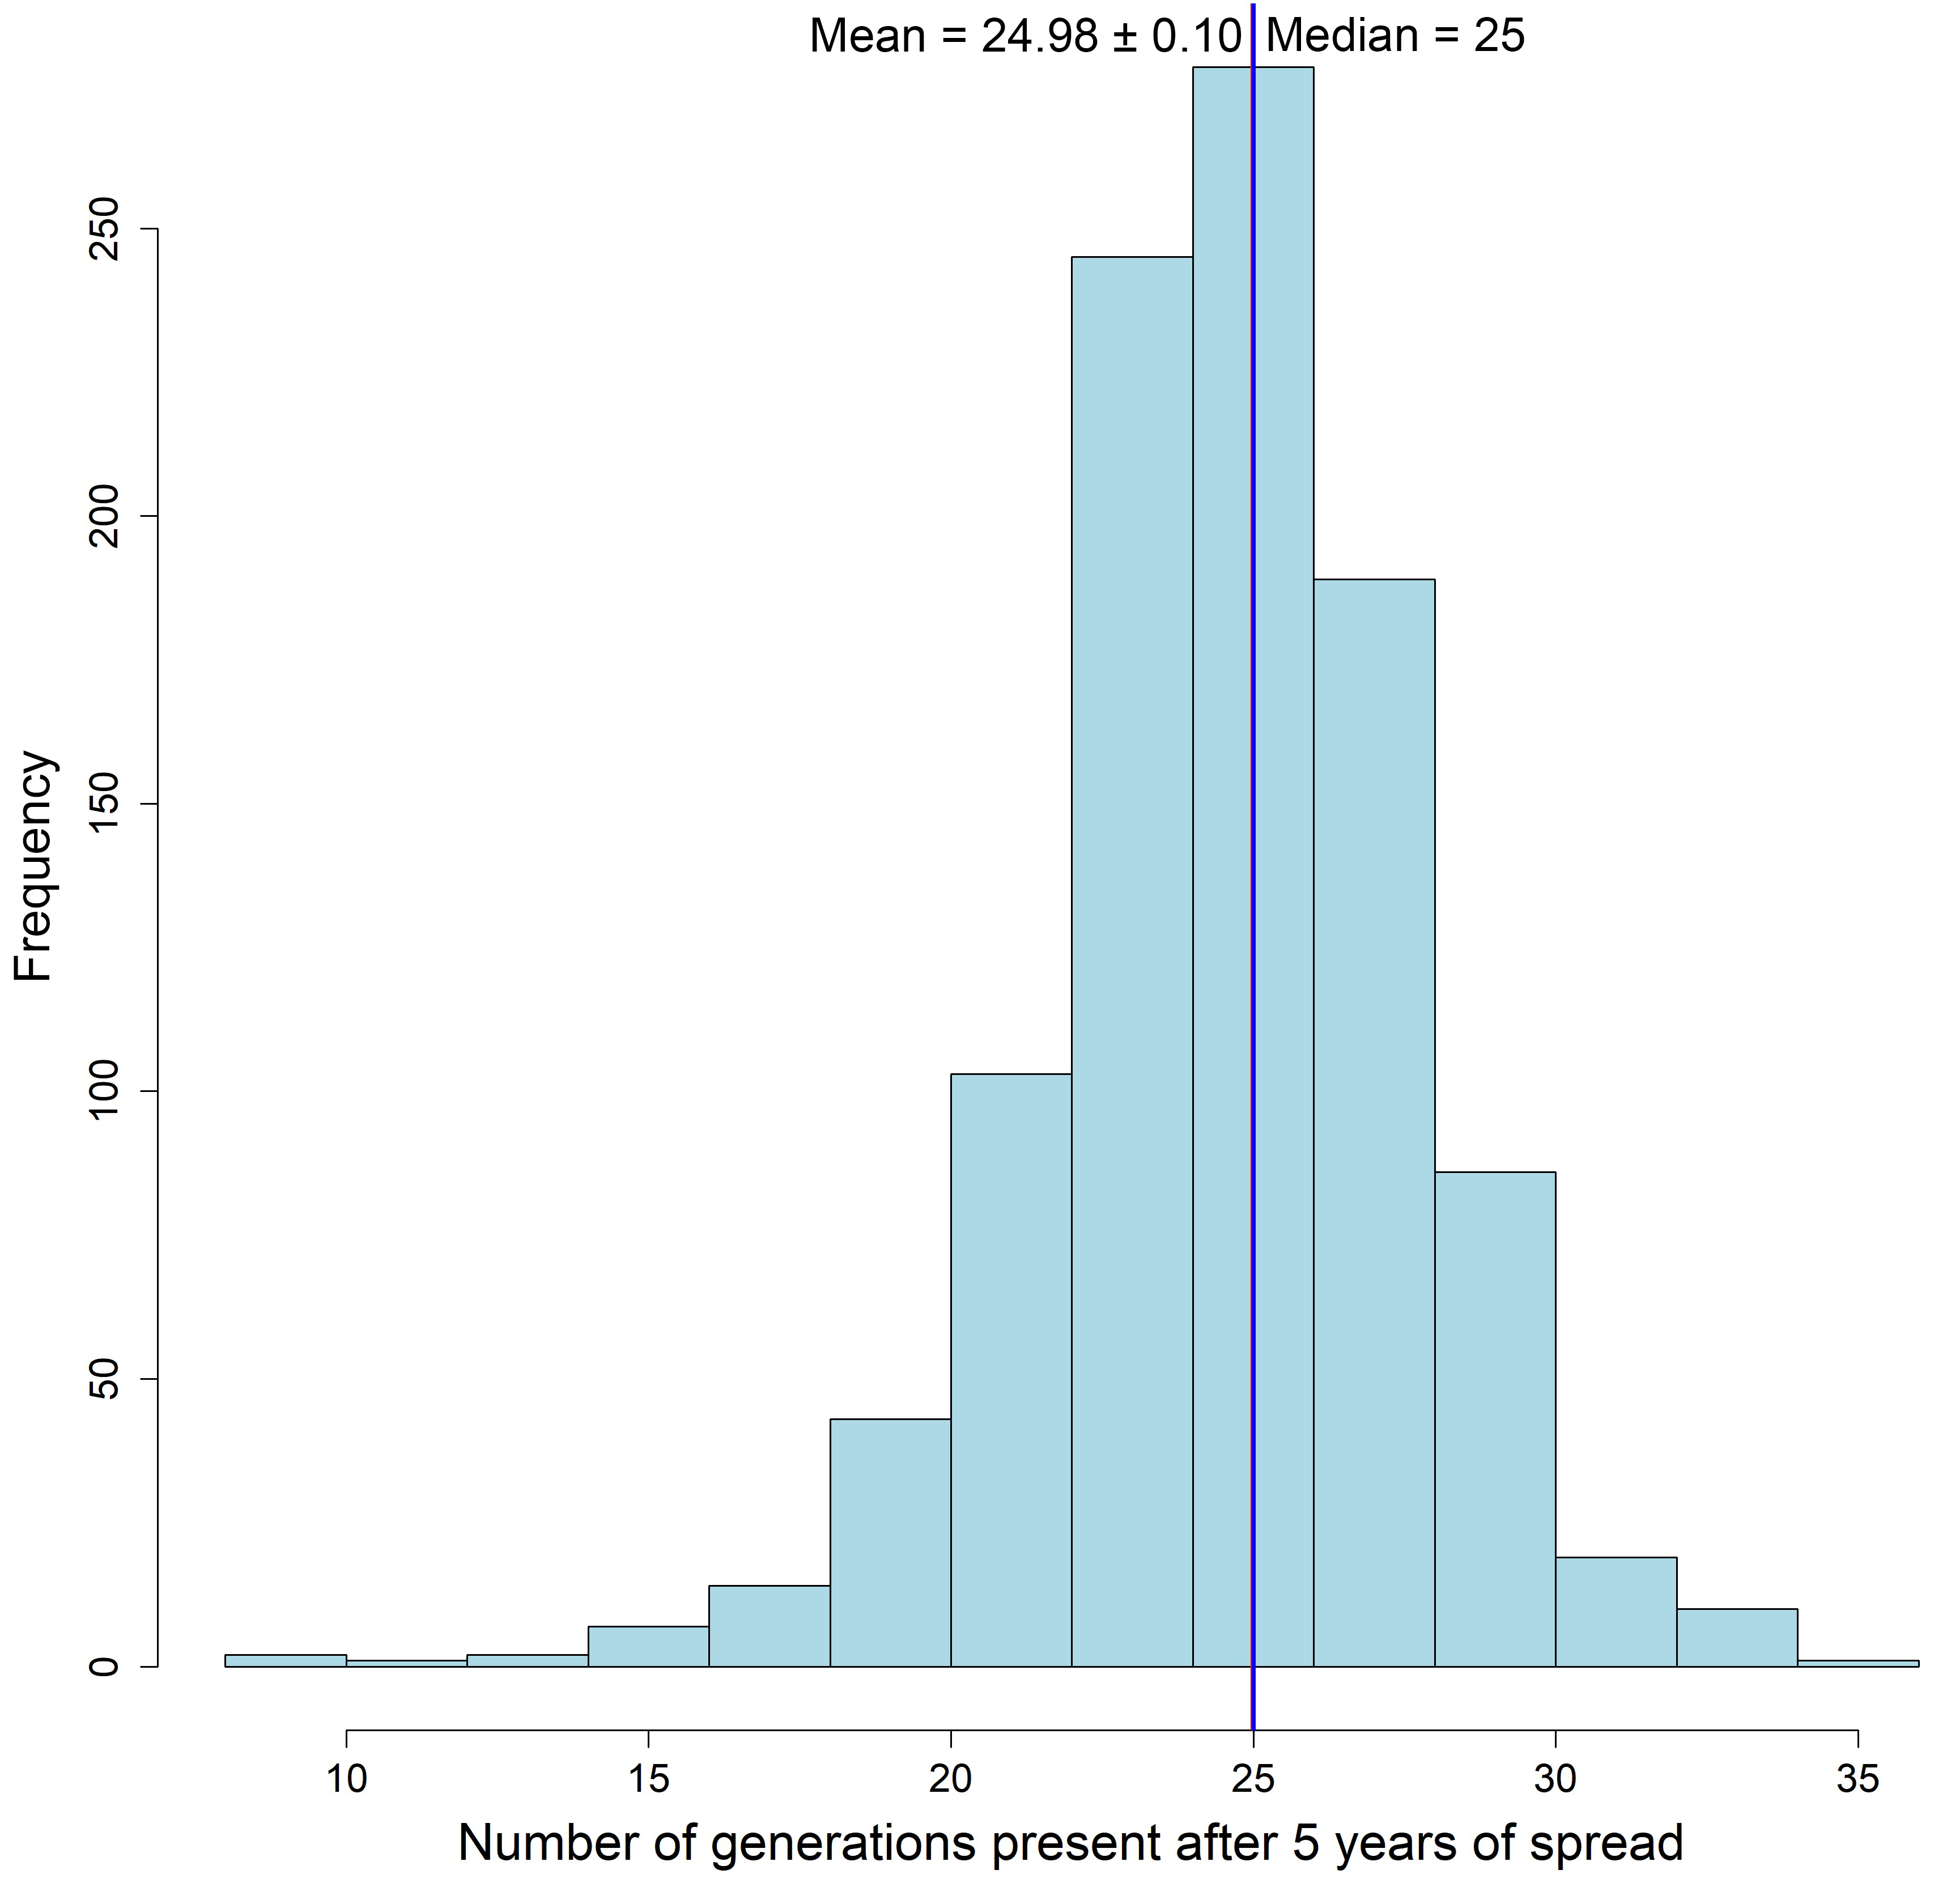 Mean = 24.98 ± 0.10 Median = 25
250
200
150
100
50
0
Frequency
10 15 20 25 30 35
Number of generations present after 5 years of spread